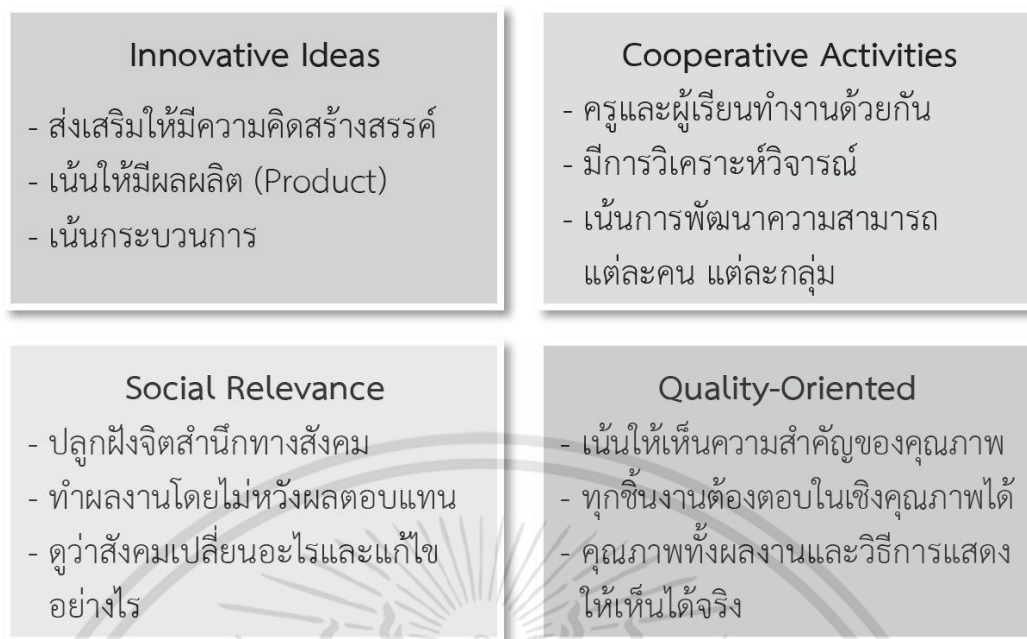 Innovative Ideas
- ส่งเสริมให้มีความคิดสร้างสรรค์
- เน้นให้มีผลผลิต (Product)
- เน้นกระบวนการ
Cooperative Activities
- ครูและผู้เรียนทำงานด้วยกัน
- มีการวิเคราะห์วิจารณ์
- เน้นการพัฒนาความสามารถ
แต่ละคน แต่ละกลุ่ม
Social Relevance
- ปลูกฝังจิตสำนึกทางสังคม
- ทำผลงานโดยไม่หวังผลตอบแทน
- ดูว่าสังคมเปลี่ยนอะไรและแก้ไข
อย่างไร
Quality-Oriented
- เน้นให้เห็นความสำคัญของคุณภาพ
- ทุกชิ้นงานต้องตอบในเชิงคุณภาพได้
- คุณภาพทั้งผลงานและวิธีการแสดง
ให้เห็นได้จริง